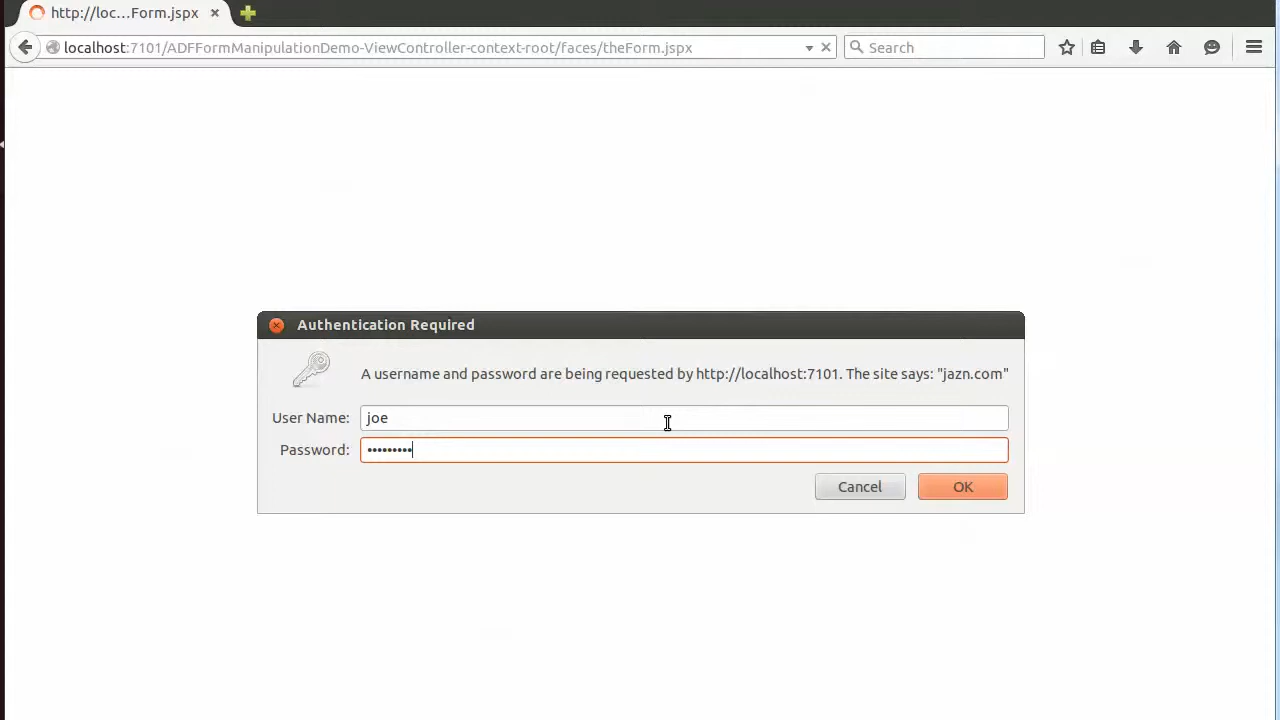 http://loc...Form.jspx
localhost:7101/ADFFormManipulationDemo-ViewController-context-root/faces/theForm.jspx
Search
Authentication Required
A username and password are being requested by http://localhost:7101. The site says: "jazn.com"
User Name: joe
Password: •••••••••
Cancel OK